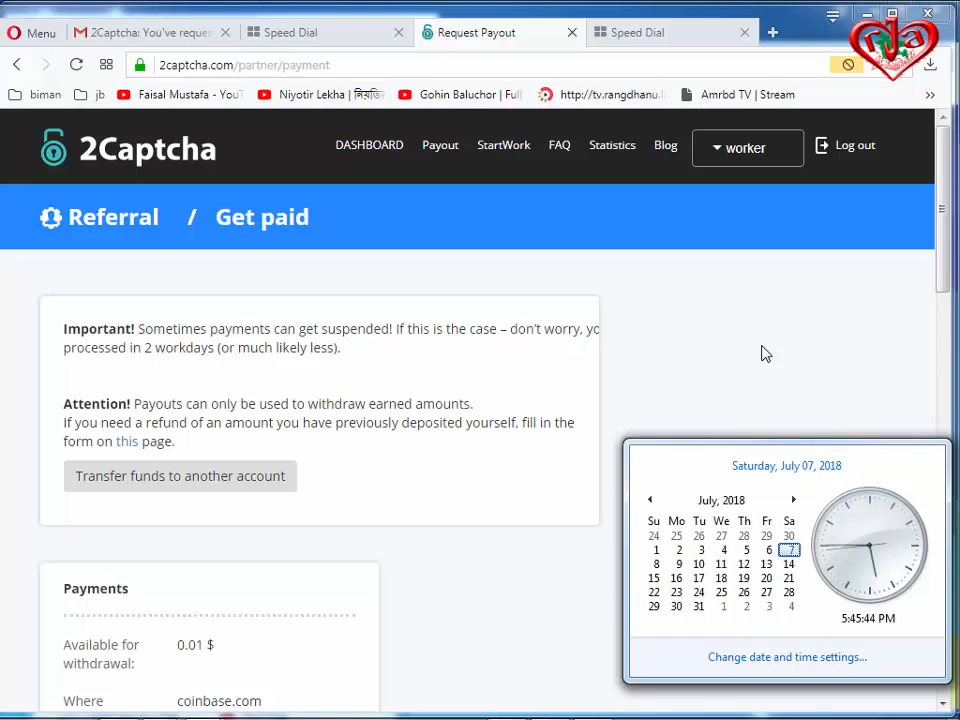 Menu
2Captcha: You've reques
Speed Dial
Request Payout
Speed Dial
2captcha.com/partner/payment
biman
jb
Faisal Mustafa - You
Niyotir Lekha | নিয়তির
Gohin Baluchor | Full
http://tv.rangdhanu.l
Amrbd TV | Stream
2Captcha
DASHBOARD
Payout
StartWork
FAQ
Statistics
Blog
worker
Log out
Referral / Get paid
Important! Sometimes payments can get suspended! If this is the case – don't worry, yo
processed in 2 workdays (or much likely less).
Attention! Payouts can only be used to withdraw earned amounts.
If you need a refund of an amount you have previously deposited yourself, fill in the
form on this page.
Transfer funds to another account
Payments
Available for
withdrawal:
0.01 $
Where
coinbase.com
Saturday, July 07, 2018
July, 2018
Su Mo Tu We Th Fr Sa
24 25 26 27 28 29 30
1 2 3 4 5 6 7
8 9 10 11 12 13 14
15 16 17 18 19 20 21
22 23 24 25 26 27 28
29 30 31 1 2 3 4
5:45:44 PM
Change date and time settings...